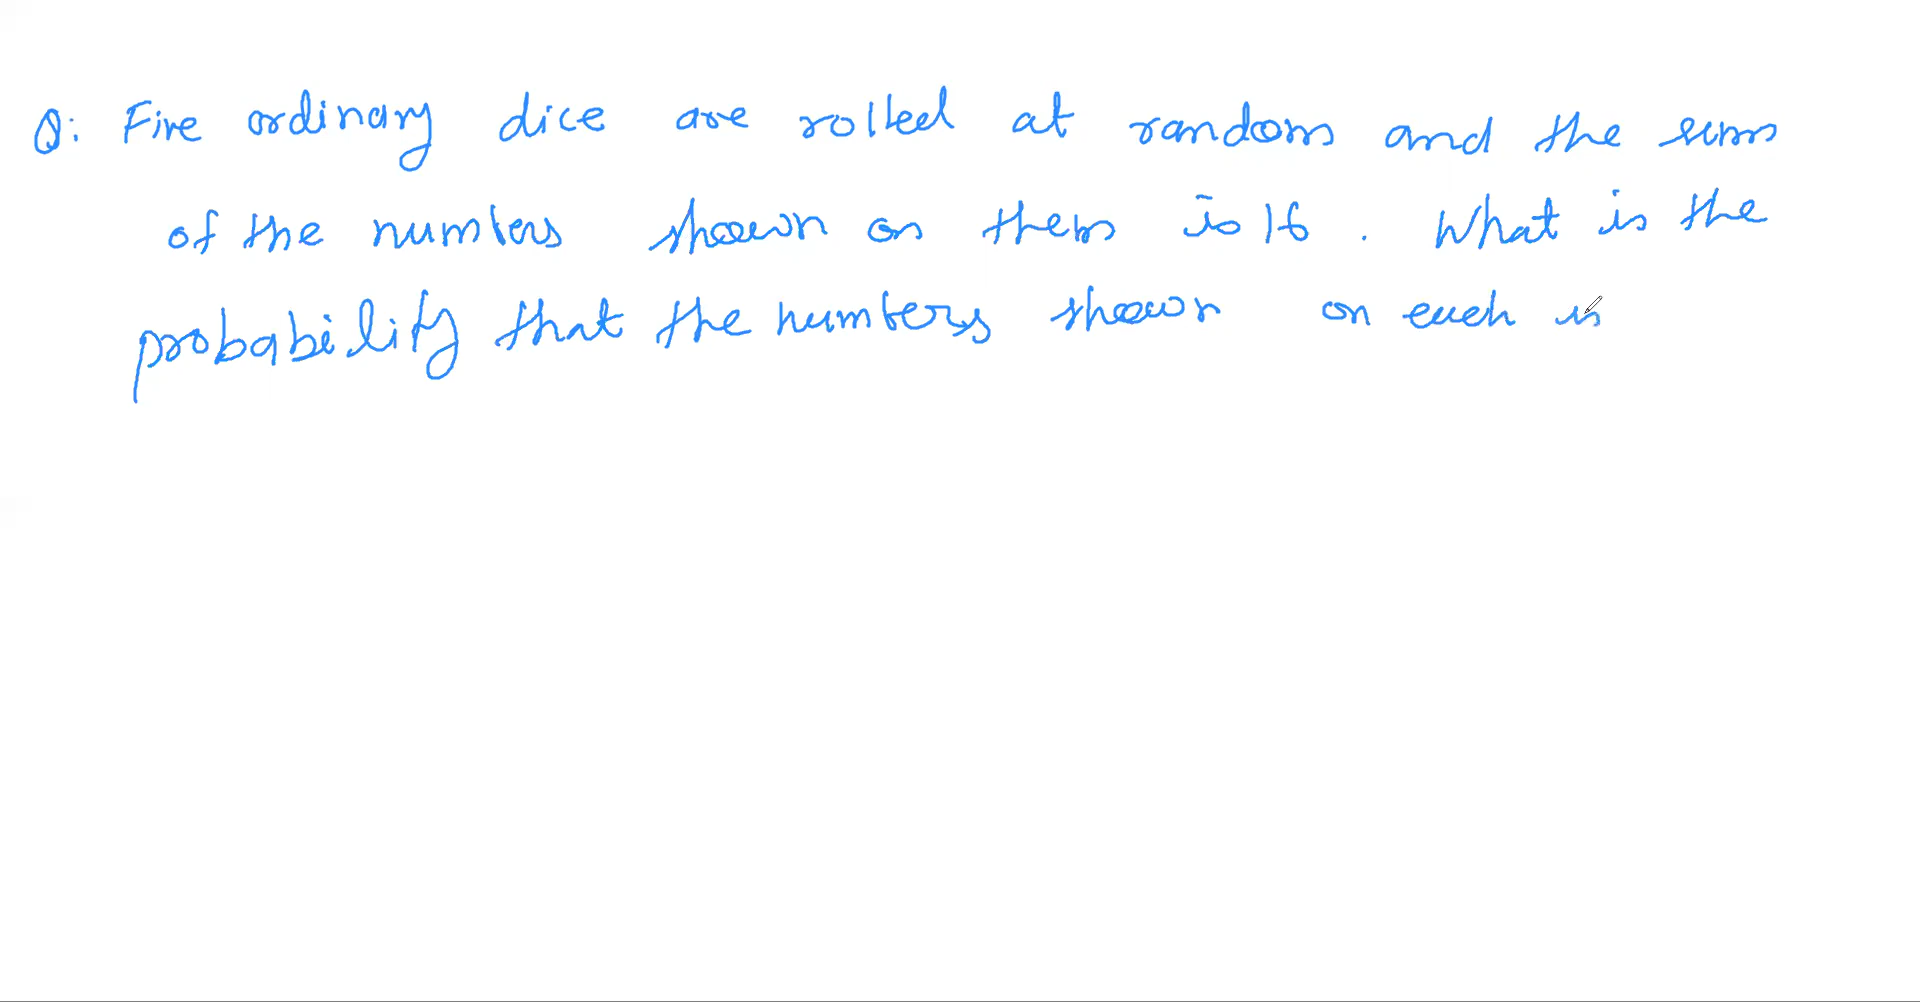 Q: Five ordinary dice are rolled at random and the sum
of the numbers shown on them is 16 . What is the
probability that the numbers shown on each is